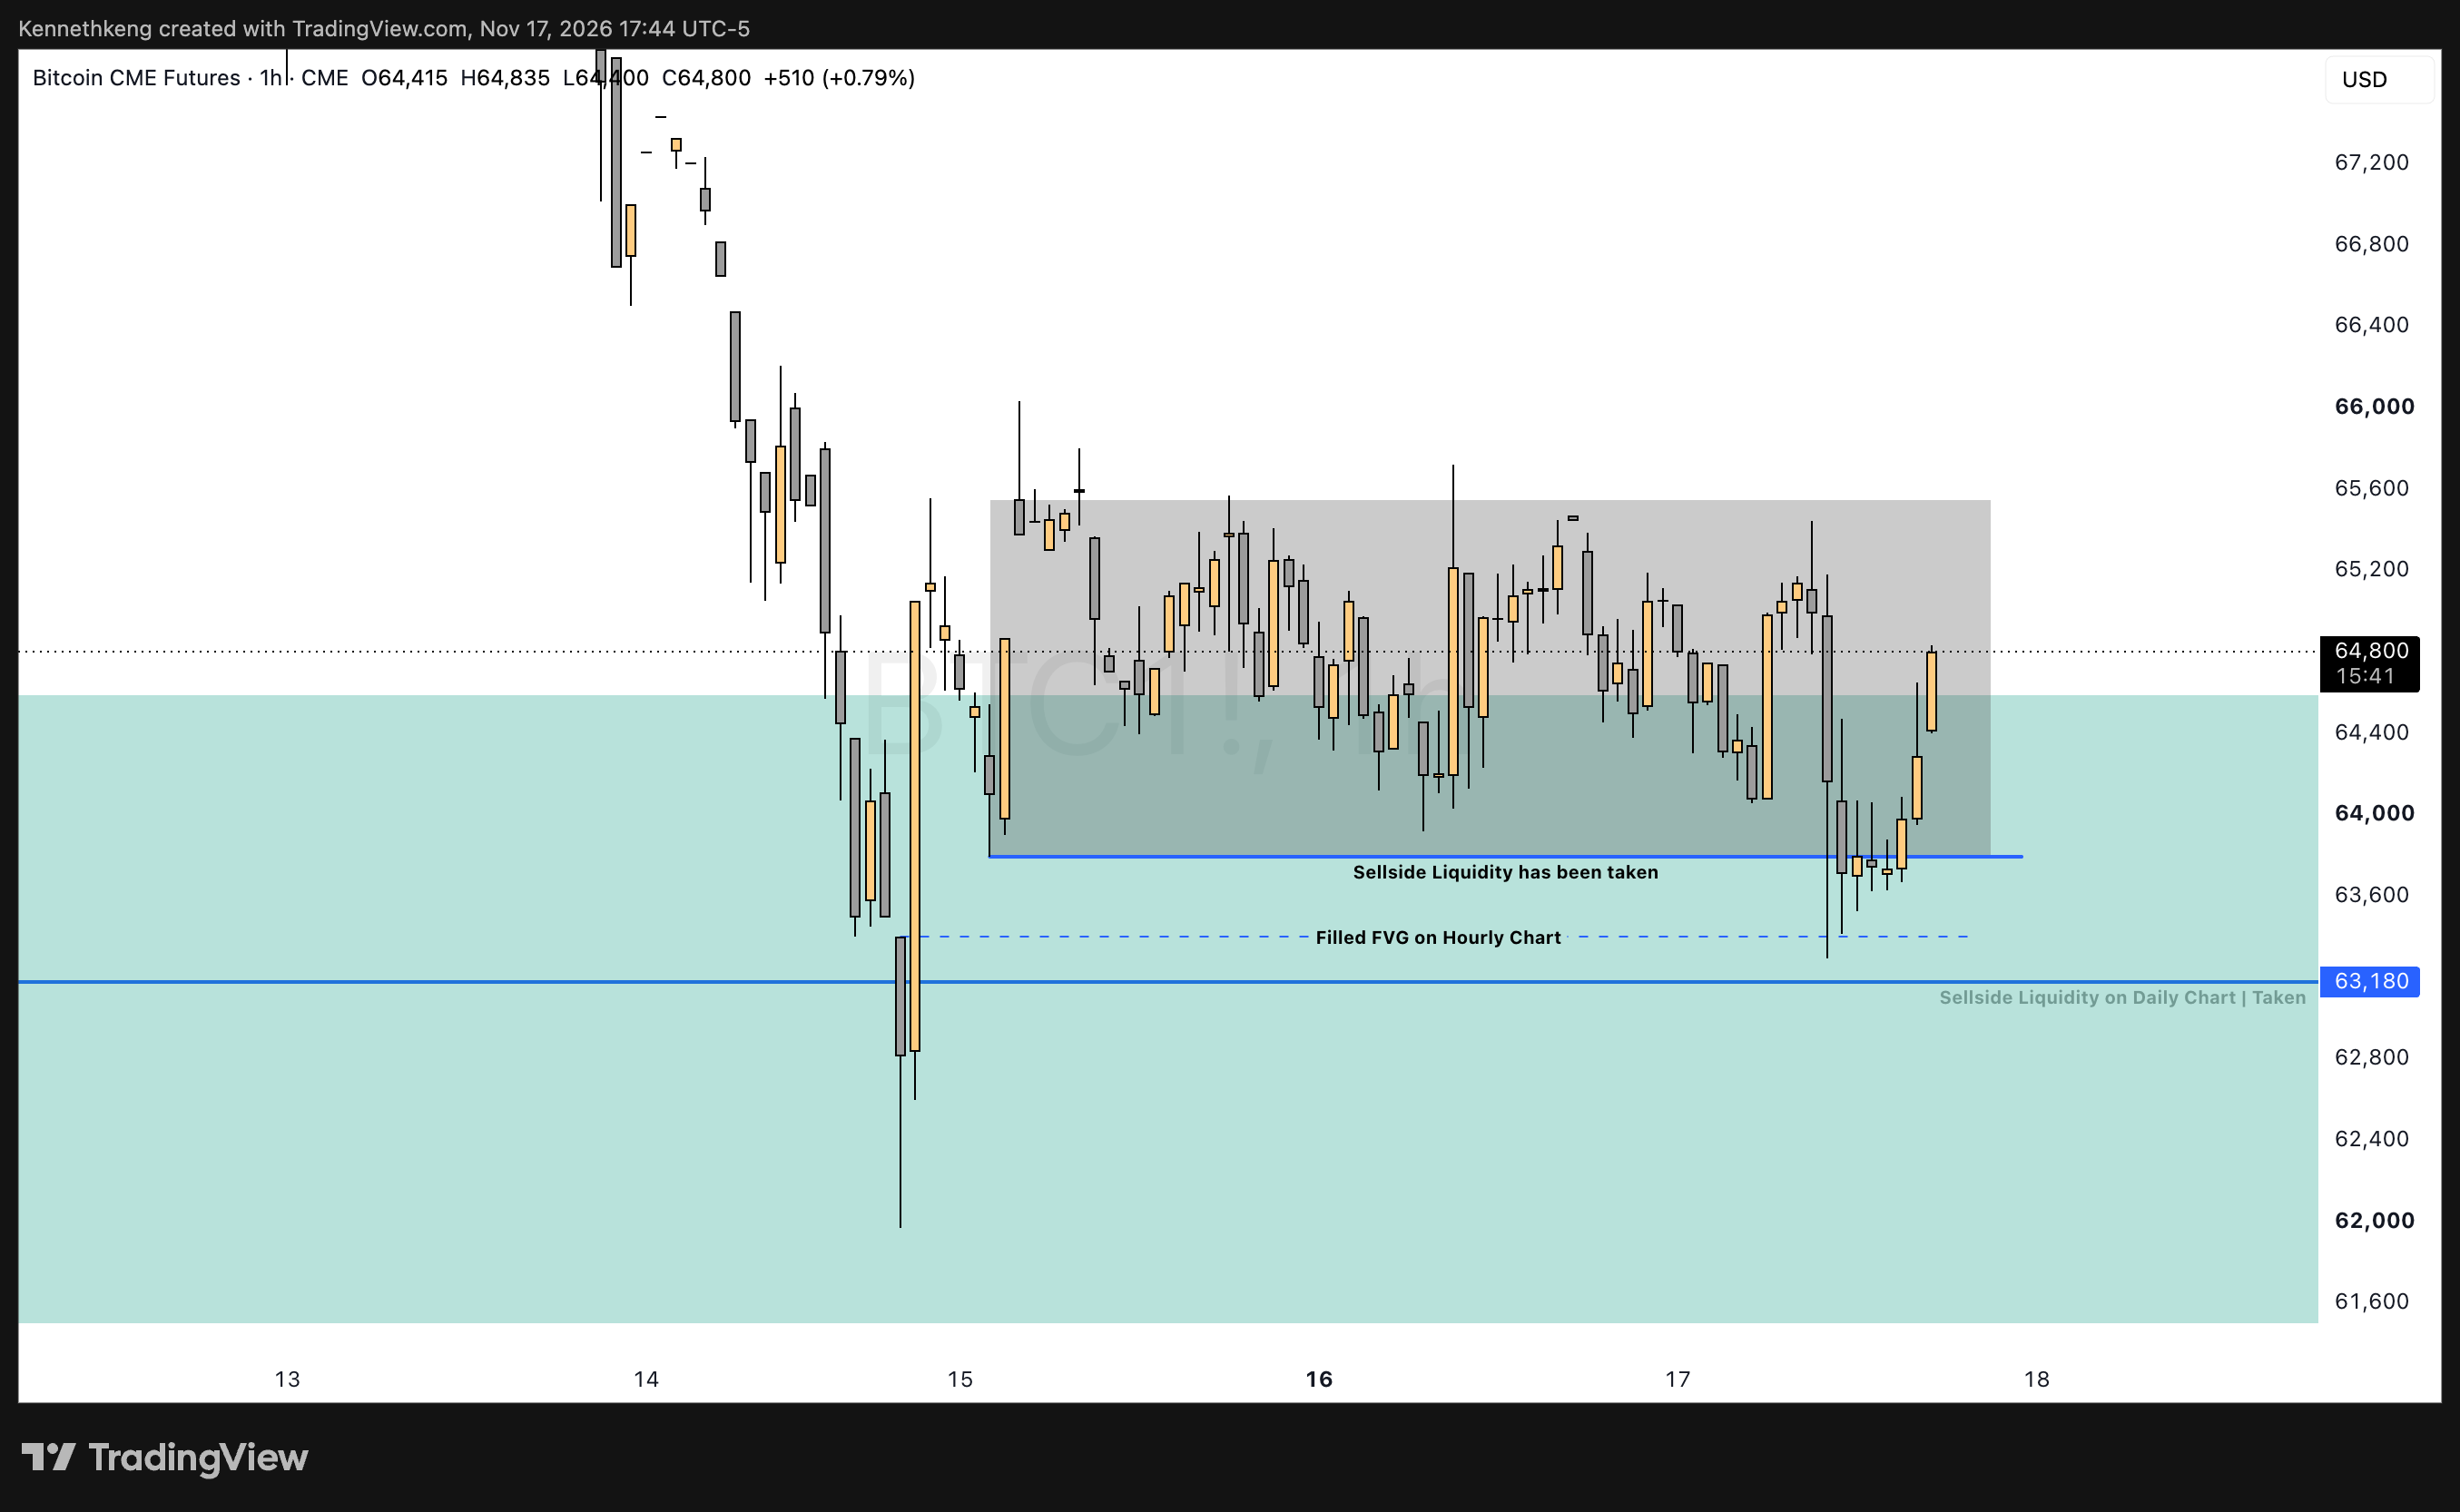 Kennethkeng created with TradingView.com, Nov 17, 2026 17:44 UTC-5
Bitcoin CME Futures · 1h · CME O64,415 H64,835 L64,400 C64,800 +510 (+0.79%)
USD
67,200
66,800
66,400
66,000
65,600
65,200
64,800
15:41
64,400
64,000
63,600
63,180
62,800
62,400
62,000
61,600
BTC1!, 1h
Sellside Liquidity has been taken
Filled FVG on Hourly Chart
Sellside Liquidity on Daily Chart | Taken
13 14 15 16 17 18
TradingView